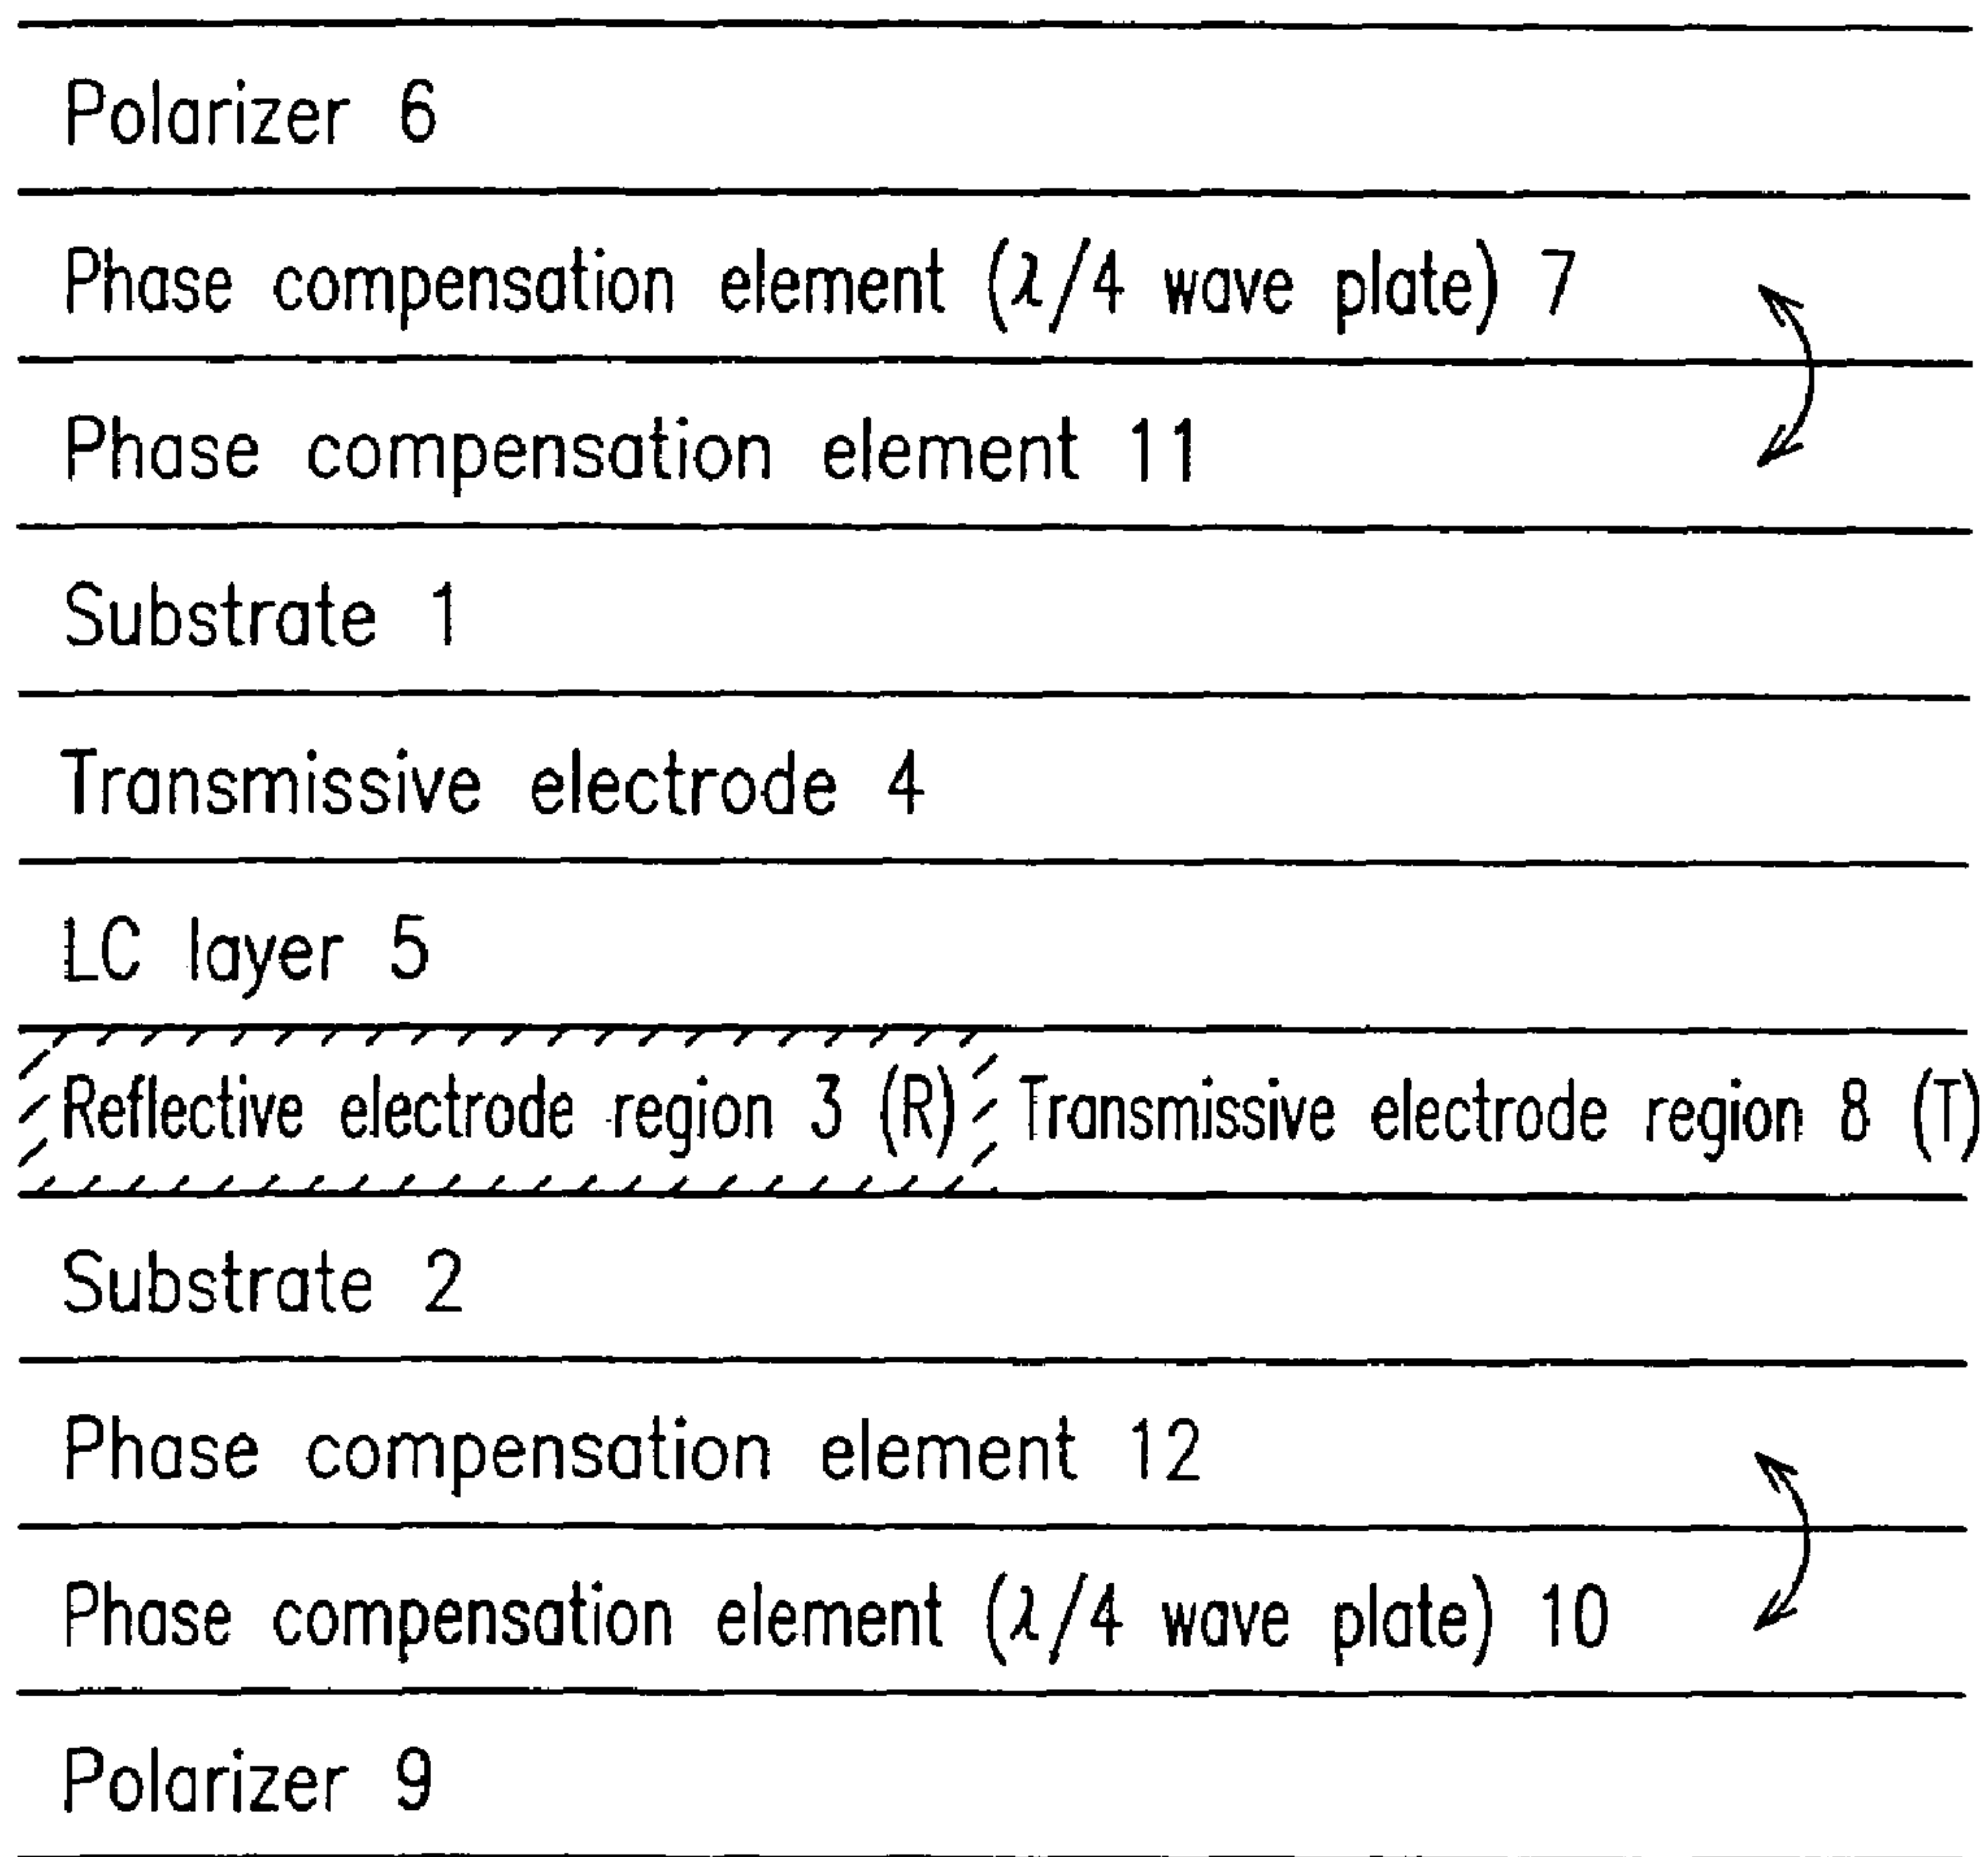 Polarizer 6
Phase compensation element (λ/4 wave plate) 7
Phase compensation element 11
Substrate 1
Transmissive electrode 4
LC layer 5
Reflective electrode region 3 (R) Transmissive electrode region 8 (T)
Substrate 2
Phase compensation element 12
Phase compensation element (λ/4 wave plate) 10
Polarizer 9